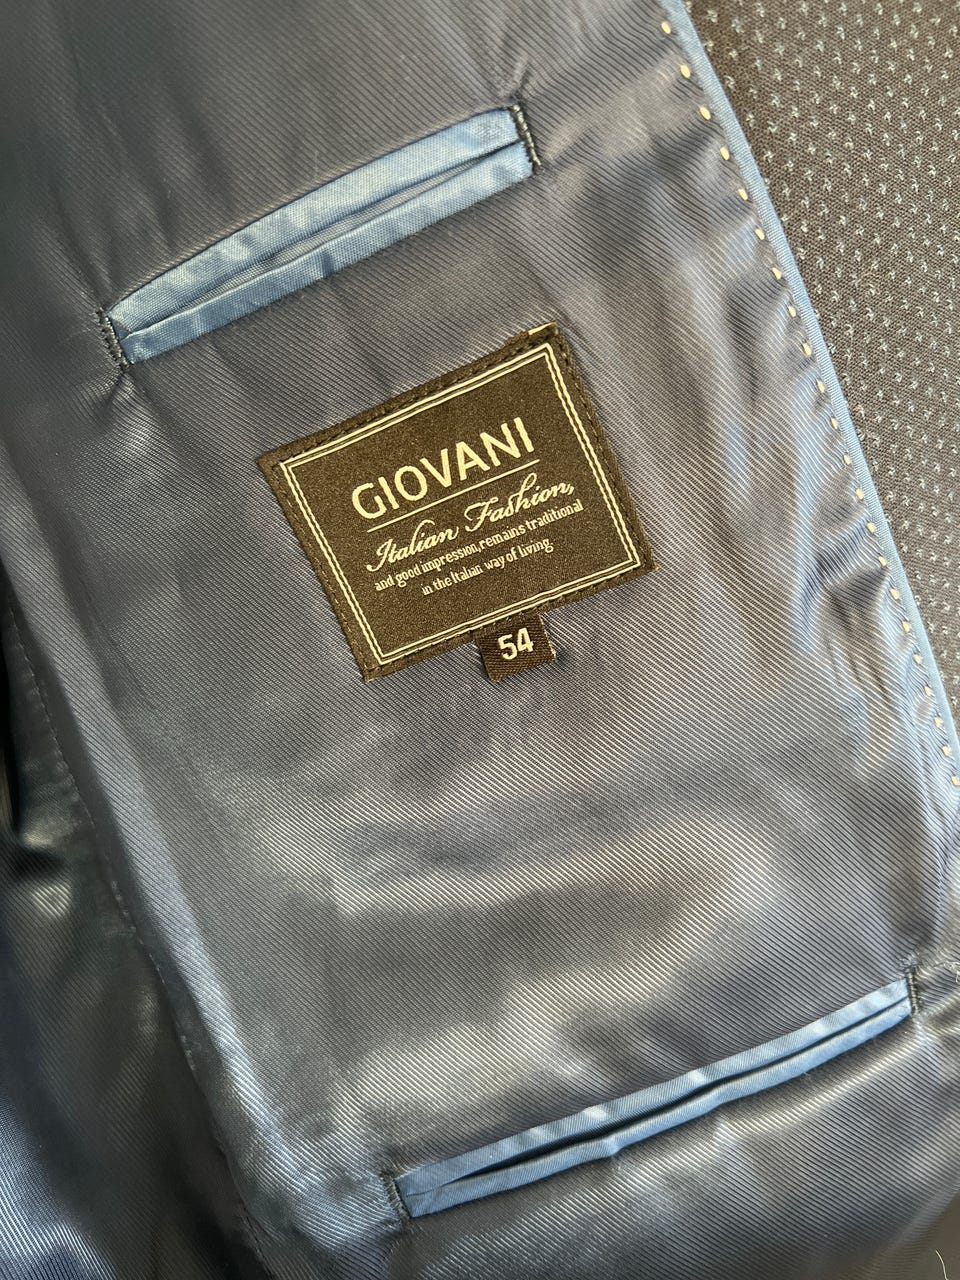 GIOVANI
Italian Fashion,
and good impression,remains traditional
in the Italian way of living
54